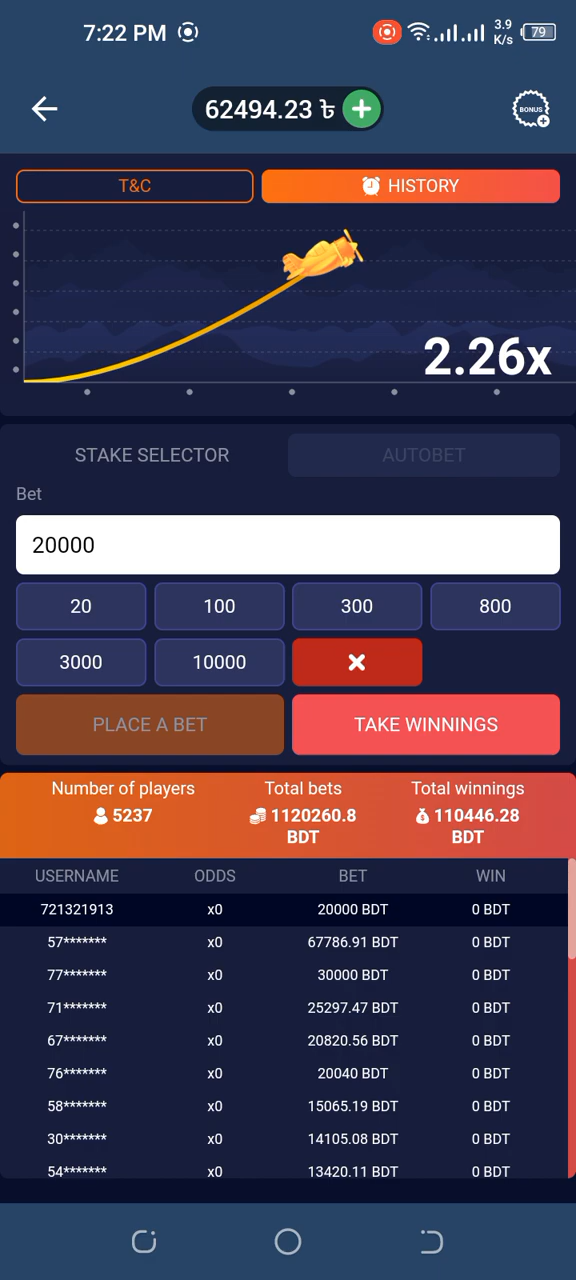 7:22 PM
3.9
K/s
79
62494.23 ৳
BONUS
T&C
HISTORY
2.26x
STAKE SELECTOR
AUTOBET
Bet
20000
20 100 300 800
3000 10000
PLACE A BET TAKE WINNINGS
Number of players Total bets Total winnings
5237 1120260.8 BDT 110446.28 BDT
USERNAME ODDS BET WIN
721321913 x0 20000 BDT 0 BDT
57******* x0 67786.91 BDT 0 BDT
77******* x0 30000 BDT 0 BDT
71******* x0 25297.47 BDT 0 BDT
67******* x0 20820.56 BDT 0 BDT
76******* x0 20040 BDT 0 BDT
58******* x0 15065.19 BDT 0 BDT
30******* x0 14105.08 BDT 0 BDT
54******* x0 13420.11 BDT 0 BDT